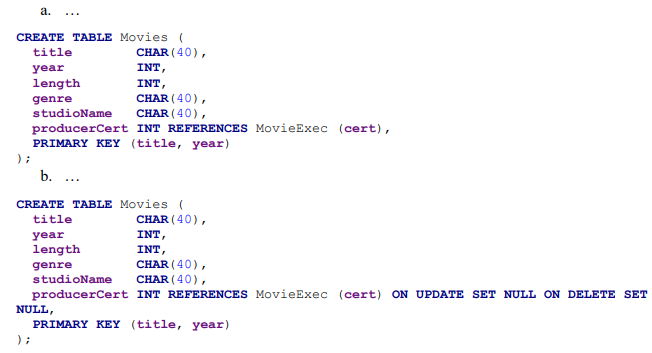 a. …
CREATE TABLE Movies (
title CHAR(40),
year INT,
length INT,
genre CHAR(40),
studioName CHAR(40),
producerCert INT REFERENCES MovieExec (cert),
PRIMARY KEY (title, year)
);
b. …
CREATE TABLE Movies (
title CHAR(40),
year INT,
length INT,
genre CHAR(40),
studioName CHAR(40),
producerCert INT REFERENCES MovieExec (cert) ON UPDATE SET NULL ON DELETE SET
NULL,
PRIMARY KEY (title, year)
);